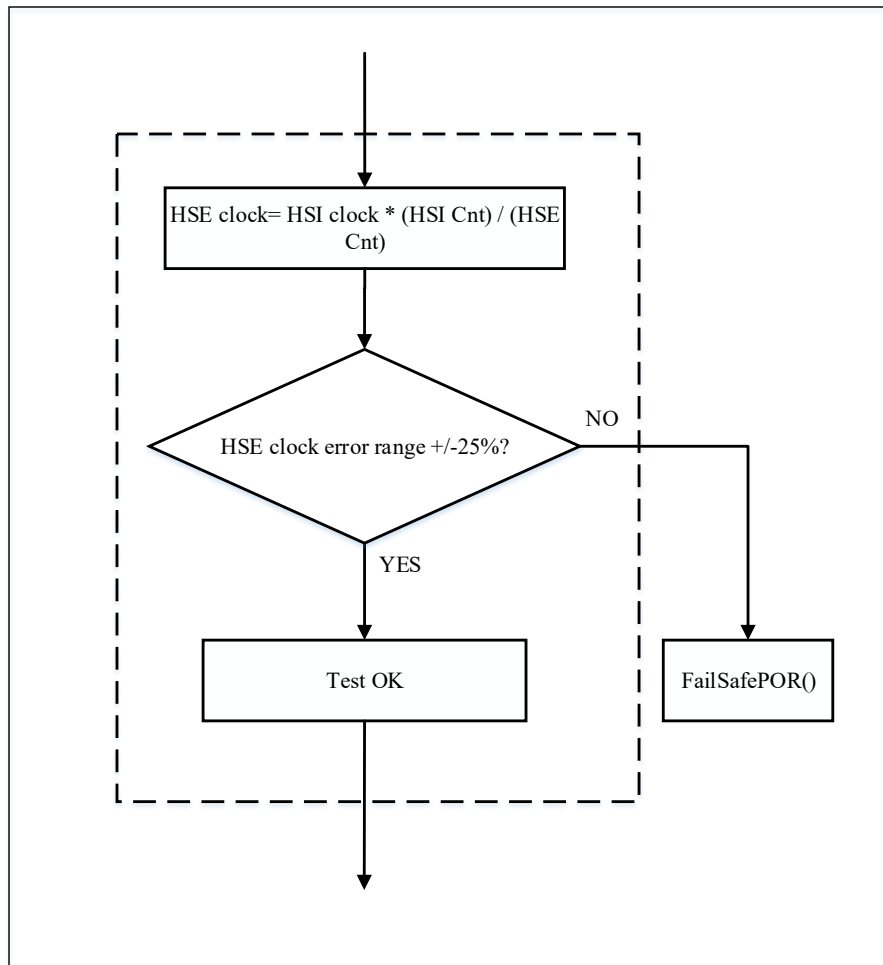 HSE clock= HSI clock * (HSI Cnt) / (HSE
Cnt)
HSE clock error range +/-25%?
NO
YES
Test OK
FailSafePOR()